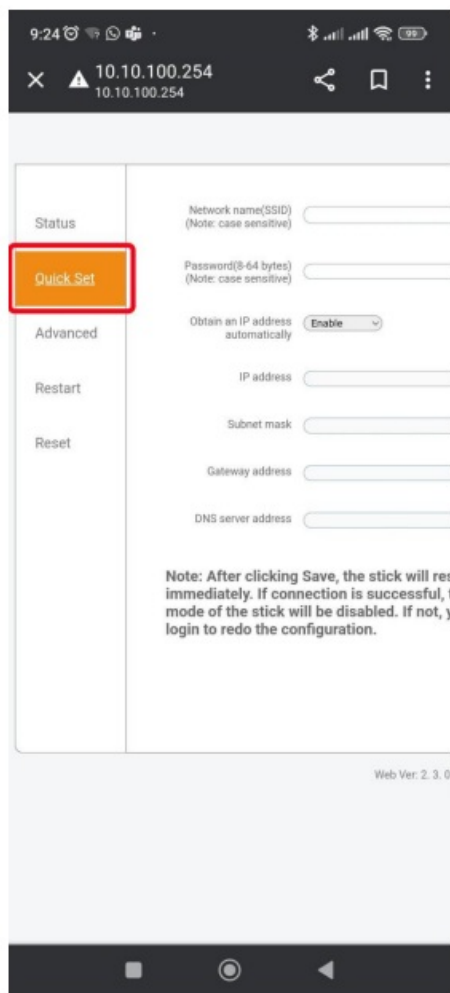 9:24
99
10.10.100.254
10.10.100.254
Status
Quick Set
Advanced
Restart
Reset
Network name(SSID)
(Note: case sensitive)
Password(8-64 bytes)
(Note: case sensitive)
Obtain an IP address
automatically
Enable
IP address
Subnet mask
Gateway address
DNS server address
Note: After clicking Save, the stick will res
immediately. If connection is successful, t
mode of the stick will be disabled. If not, y
login to redo the configuration.
Web Ver: 2. 3. 0